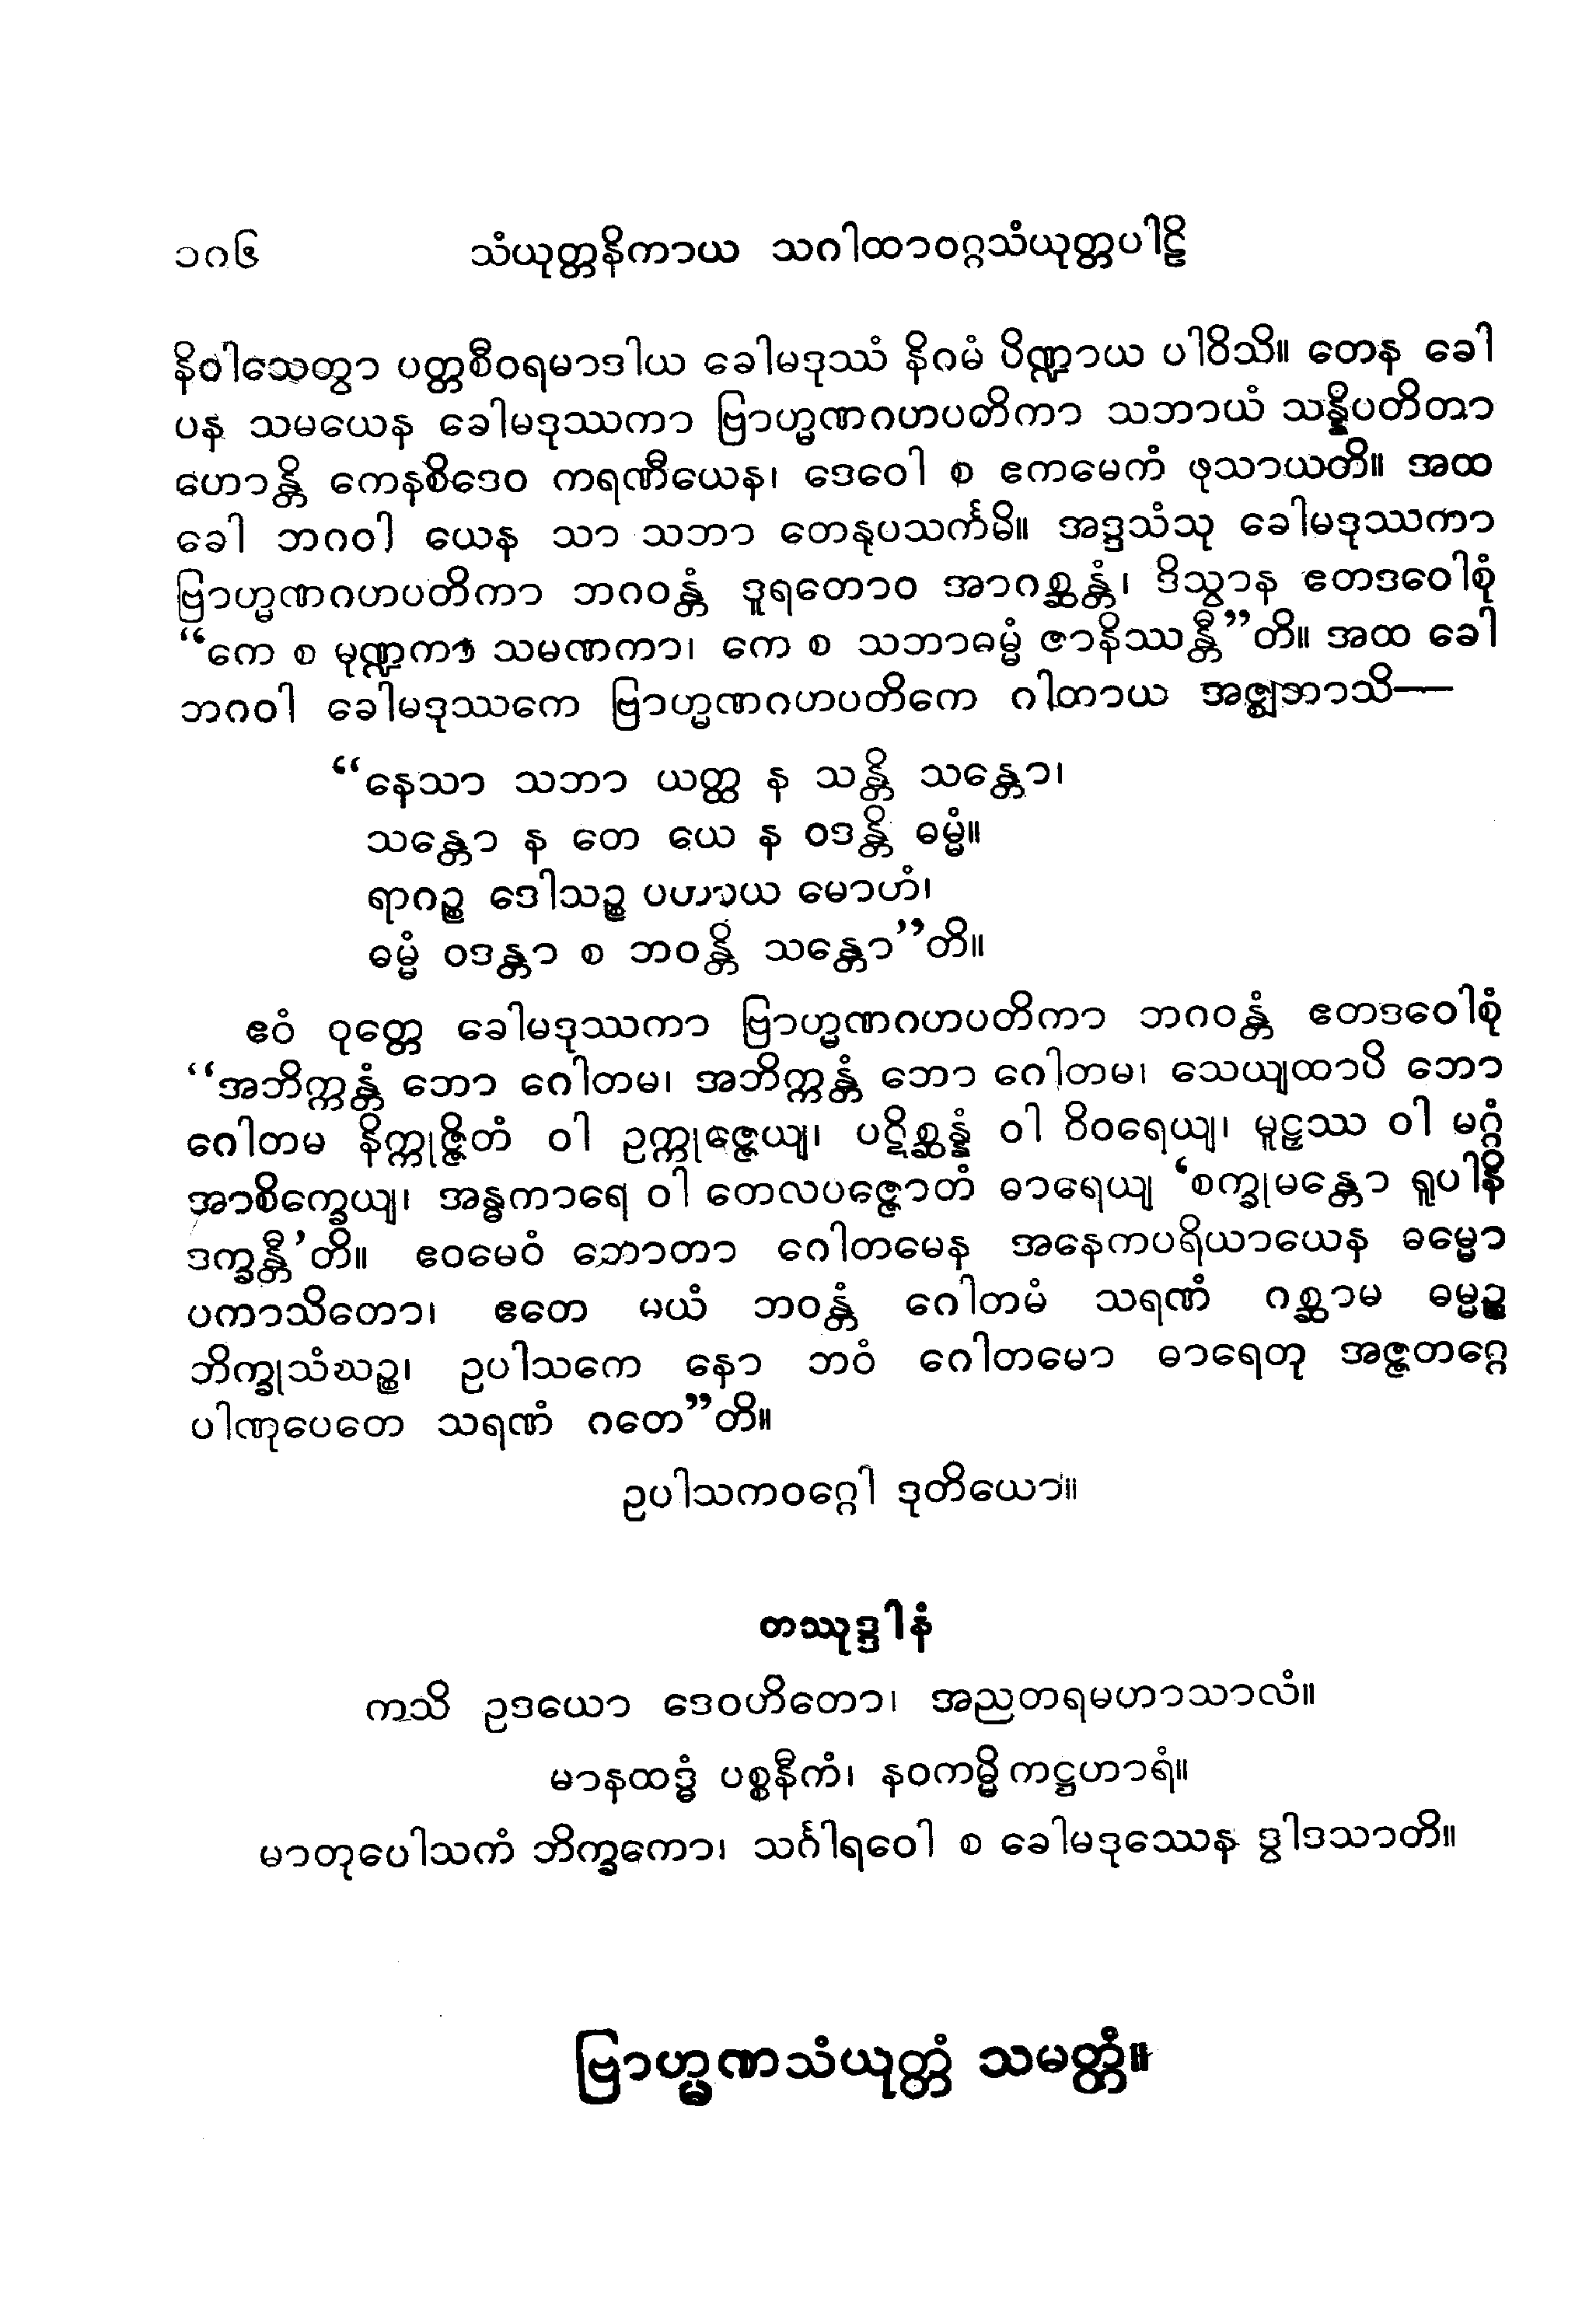 ၁၈၆ သံယုတ္တနိကာယ သဂါထာဝဂ္ဂသံယုတ္တပါဠိ
နိဝါသေတွာ ပတ္တစီဝရမာဒါယ ခေါမဒုဿံ နိဂမံ ပိဏ္ဍာယ ပါဝိသိ။ တေန ခေါ
ပန သမယေန ခေါမဒုဿကာ ဗြာဟ္မဏဂဟပတိကာ သဘာယံ သန္နိပတိတာ
ဟောန္တိ ကေနစိဒေဝ ကရဏီယေန၊ ဒေဝေါ စ ဧကမေကံ ဖုသာယတိ။ အထ
ခေါ ဘဂဝါ ယေန သာ သဘာ တေနုပသင်္ကမိ။ အဒ္ဒသံသု ခေါမဒုဿကာ
ဗြာဟ္မဏဂဟပတိကာ ဘဂဝန္တံ ဒူရတောဝ အာဂစ္ဆန္တံ၊ ဒိသွာန ဧတဒဝေါစုံ
“ကေ စ မုဏ္ဍကာ သမဏကာ၊ ကေ စ သဘာဓမ္မံ ဇာနိဿန္တီ”တိ။ အထ ခေါ
ဘဂဝါ ခေါမဒုဿကေ ဗြာဟ္မဏဂဟပတိကေ ဂါထာယ အဇ္ဈဘာသိ—
“နေသာ သဘာ ယတ္ထ န သန္တိ သန္တော၊
သန္တော န တေ ယေ န ဝဒန္တိ ဓမ္မံ။
ရာဂဉ္စ ဒေါသဉ္စ ပဟာယ မောဟံ၊
ဓမ္မံ ဝဒန္တာ စ ဘဝန္တိ သန္တော”တိ။
ဧဝံ ဝုတ္တေ ခေါမဒုဿကာ ဗြာဟ္မဏဂဟပတိကာ ဘဂဝန္တံ ဧတဒဝေါစုံ
“အဘိက္ကန္တံ ဘော ဂေါတမ၊ အဘိက္ကန္တံ ဘော ဂေါတမ၊ သေယျထာပိ ဘော
ဂေါတမ နိက္ကုဇ္ဇိတံ ဝါ ဥက္ကုဇ္ဇေယျ၊ ပဋိစ္ဆန္နံ ဝါ ဝိဝရေယျ၊ မူဠှဿ ဝါ မဂ္ဂံ
အာစိက္ခေယျ၊ အန္ဓကာရေ ဝါ တေလပဇ္ဇောတံ ဓာရေယျ ‘စက္ခုမန္တော ရူပါနိ
ဒက္ခန္တီ’တိ။ ဧဝမေဝံ ဘောတာ ဂေါတမေန အနေကပရိယာယေန ဓမ္မော
ပကာသိတော၊ ဧတေ မယံ ဘဝန္တံ ဂေါတမံ သရဏံ ဂစ္ဆာမ ဓမ္မဉ္စ
ဘိက္ခုသံဃဉ္စ၊ ဥပါသကေ နော ဘဝံ ဂေါတမော ဓာရေတု အဇ္ဇတဂ္ဂေ
ပါဏုပေတေ သရဏံ ဂတေ”တိ။
ဥပါသကဝဂ္ဂေါ ဒုတိယော။
တဿုဒ္ဒါနံ
ကသိ ဥဒယော ဒေဝဟိတော၊ အညတရမဟာသာလံ။
မာနထဒ္ဓံ ပစ္စနီကံ၊ နဝကမ္မိ ကဋ္ဌဟာရံ။
မာတုပေါသကံ ဘိက္ခကော၊ သင်္ဂါရဝေါ စ ခေါမဒုဿေန ဒွါဒသာတိ။
ဗြာဟ္မဏသံယုတ္တံ သမတ္တံ။